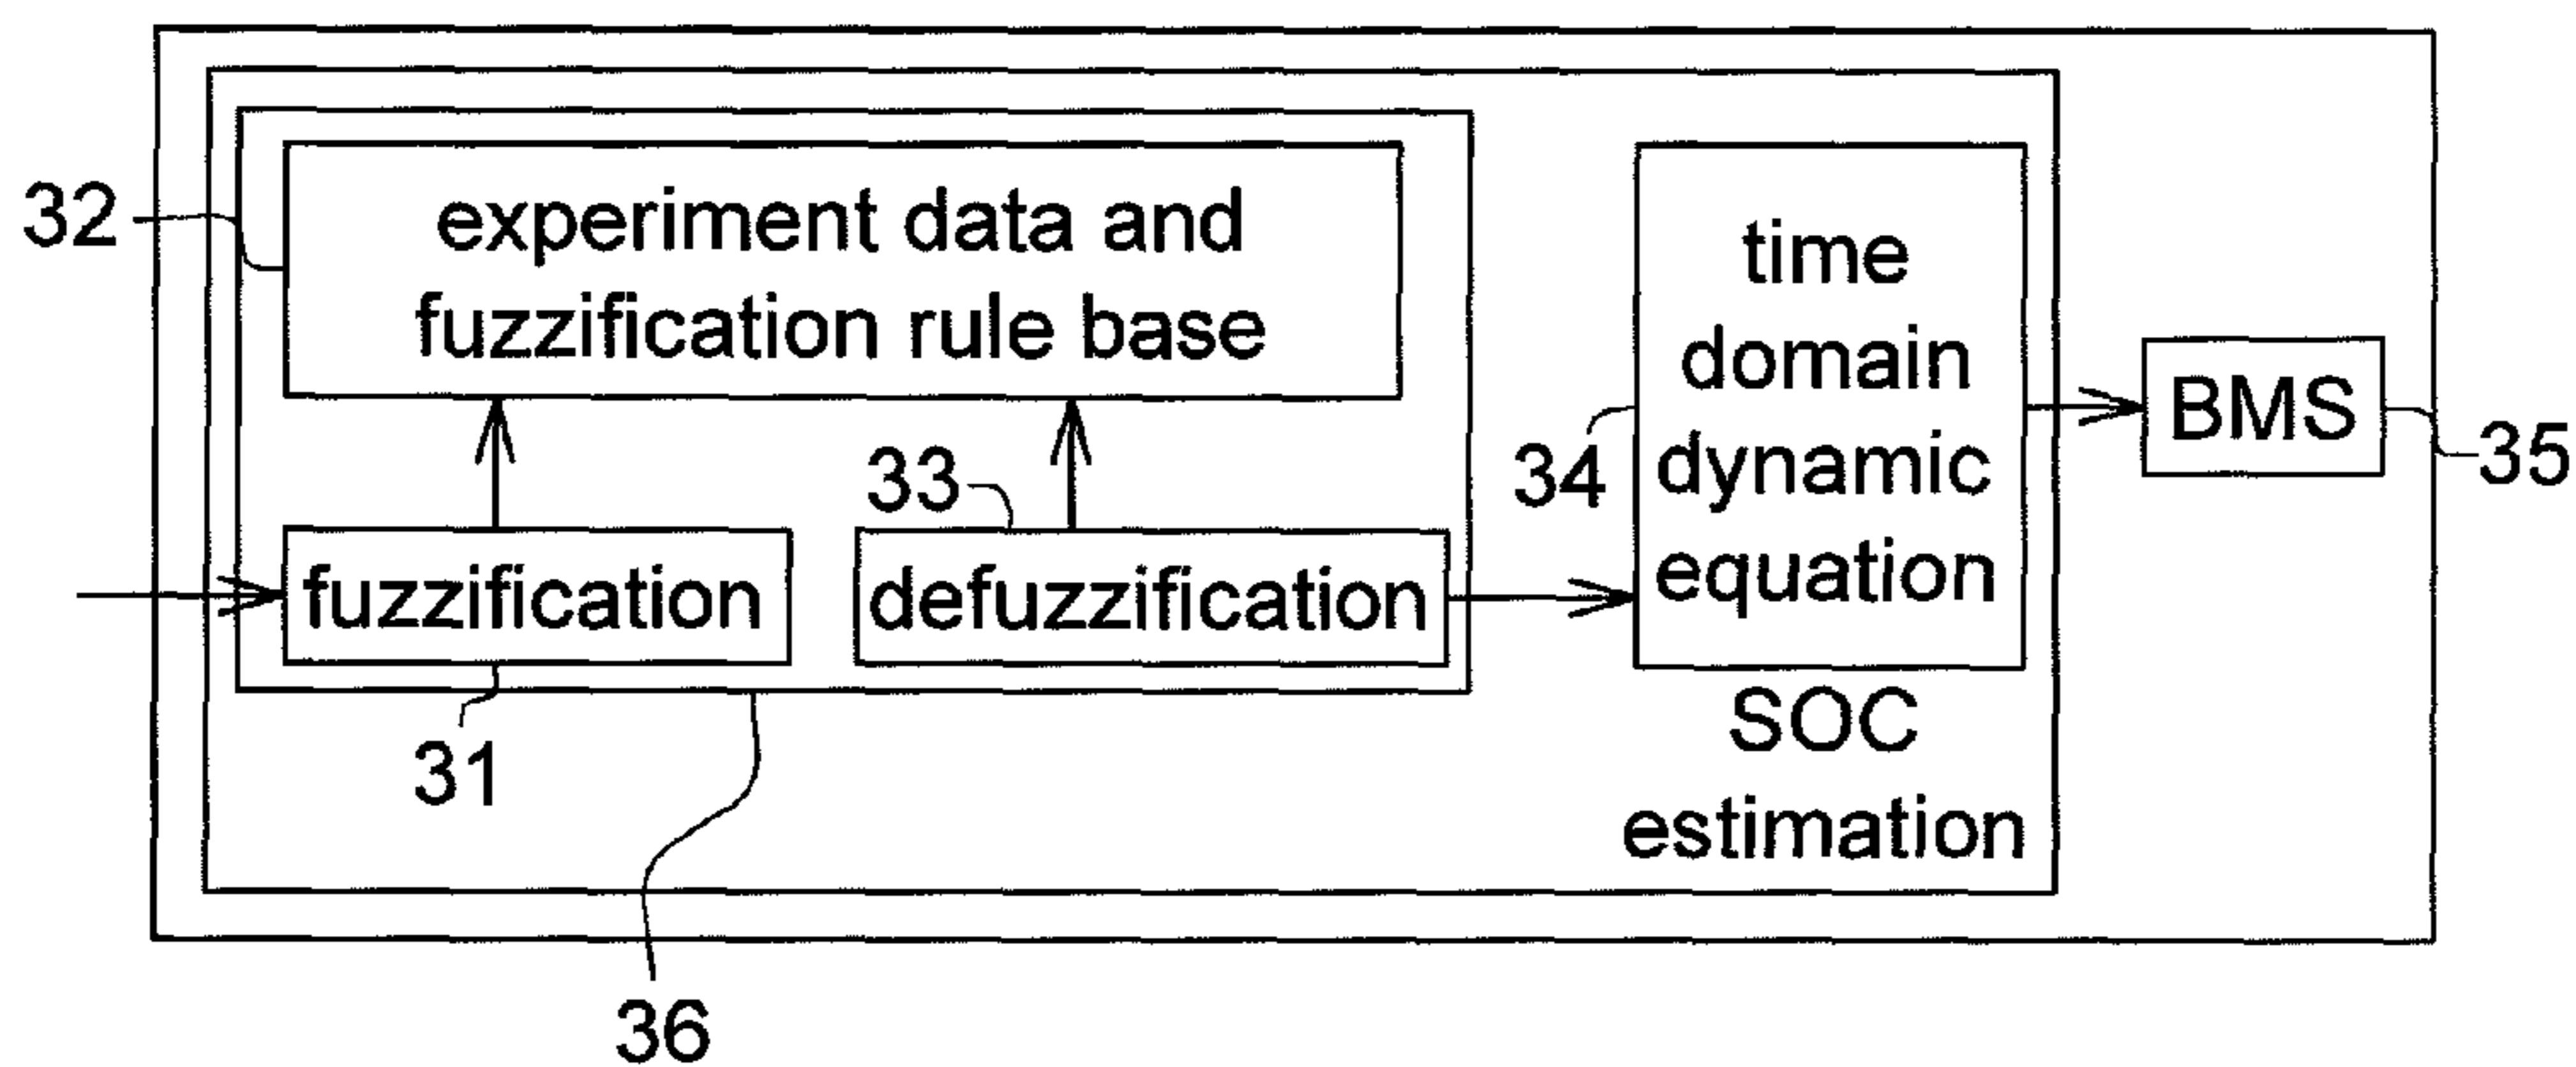 32
experiment data and
fuzzification rule base
33
fuzzification
defuzzification
31
36
34
time
domain
dynamic
equation
SOC
estimation
BMS
35